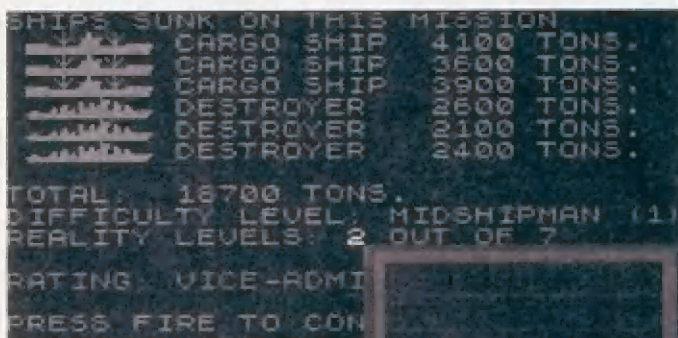 SHIPS SUNK ON THIS MISSION:
CARGO SHIP 4100 TONS.
CARGO SHIP 3600 TONS.
CARGO SHIP 3900 TONS.
DESTROYER 2600 TONS.
DESTROYER 2100 TONS.
DESTROYER 2400 TONS.
TOTAL: 18700 TONS.
DIFFICULTY LEVEL: MIDSHIPMAN (1)
REALITY LEVELS: 2 OUT OF 7
RATING: VICE-ADMI
PRESS FIRE TO CON